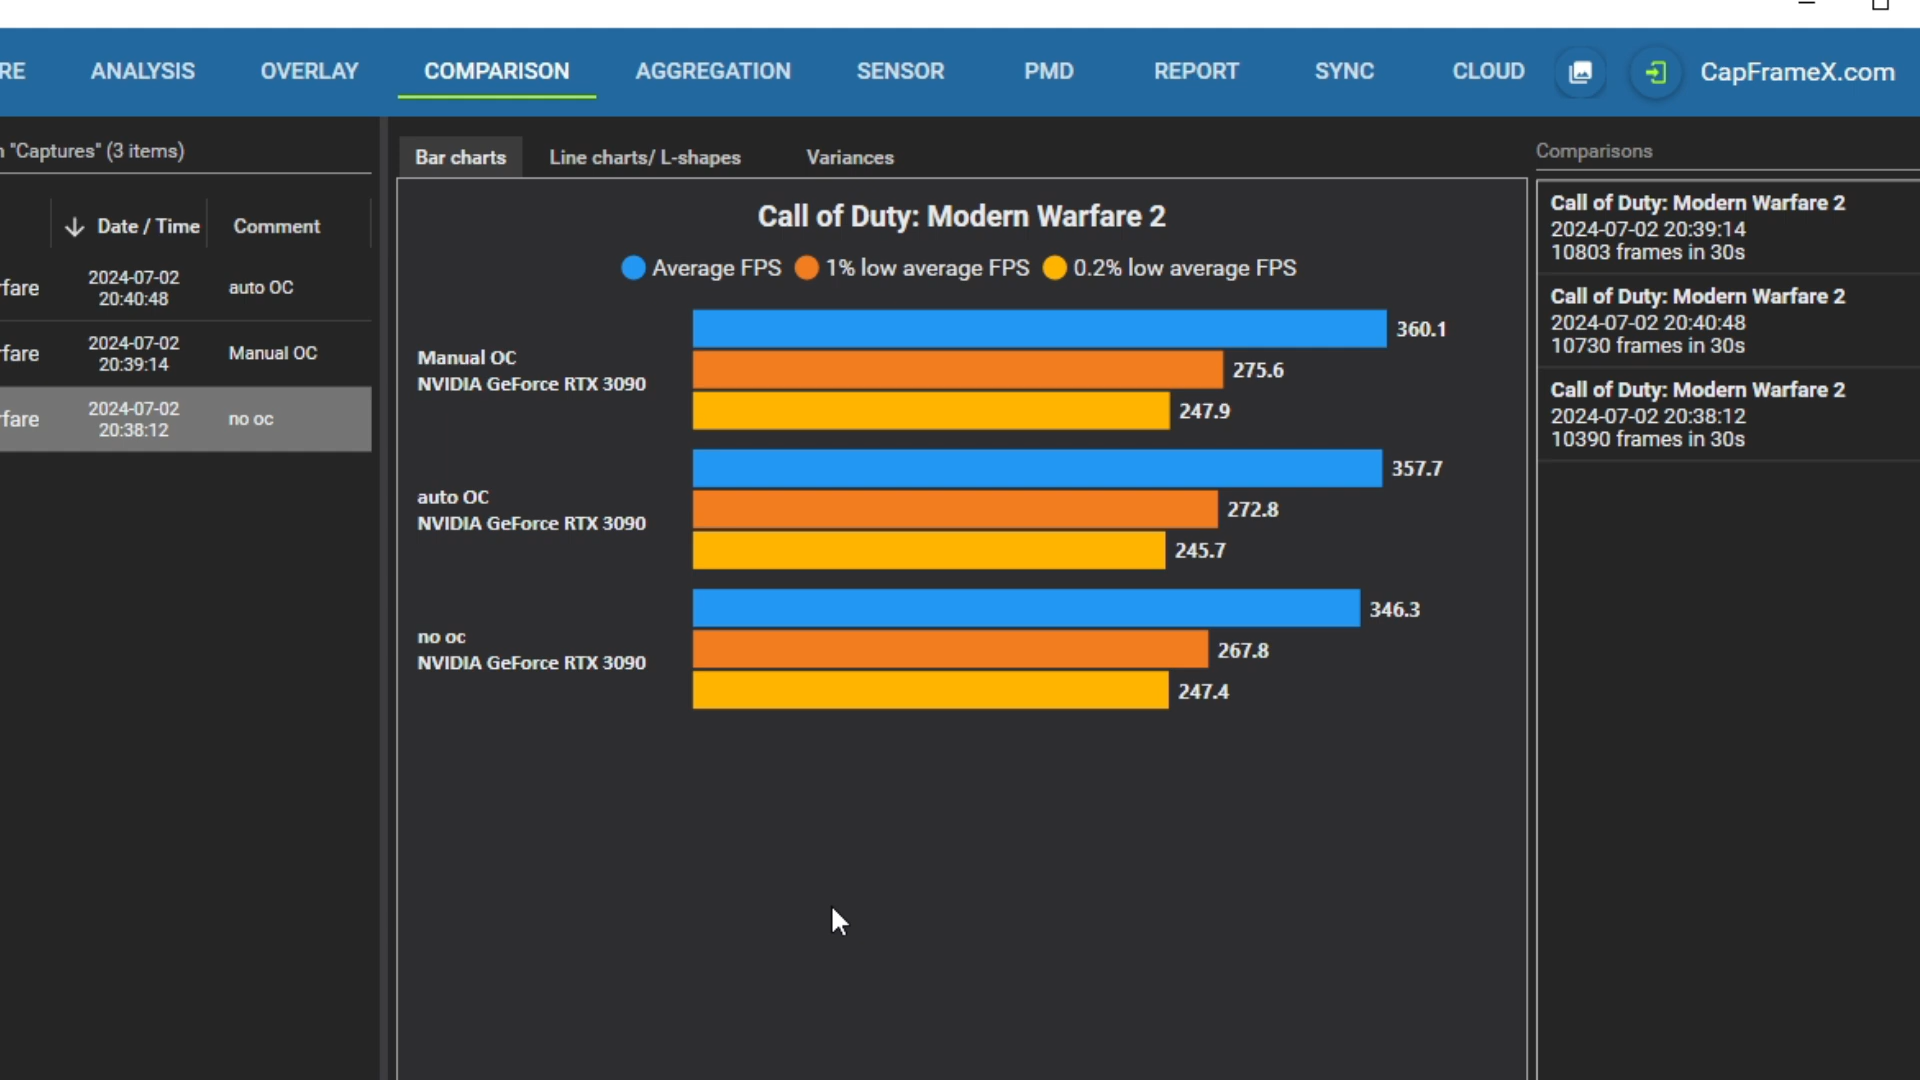 RE ANALYSIS OVERLAY COMPARISON AGGREGATION SENSOR PMD REPORT SYNC CLOUD CapFrameX.com
"Captures" (3 items)
Date / Time Comment
rfare 2024-07-02 20:40:48 auto OC
rfare 2024-07-02 20:39:14 Manual OC
rfare 2024-07-02 20:38:12 no oc
Bar charts Line charts/ L-shapes Variances
Call of Duty: Modern Warfare 2
Average FPS 1% low average FPS 0.2% low average FPS
Manual OC
NVIDIA GeForce RTX 3090
360.1
275.6
247.9
auto OC
NVIDIA GeForce RTX 3090
357.7
272.8
245.7
no oc
NVIDIA GeForce RTX 3090
346.3
267.8
247.4
Comparisons
Call of Duty: Modern Warfare 2
2024-07-02 20:39:14
10803 frames in 30s
Call of Duty: Modern Warfare 2
2024-07-02 20:40:48
10730 frames in 30s
Call of Duty: Modern Warfare 2
2024-07-02 20:38:12
10390 frames in 30s